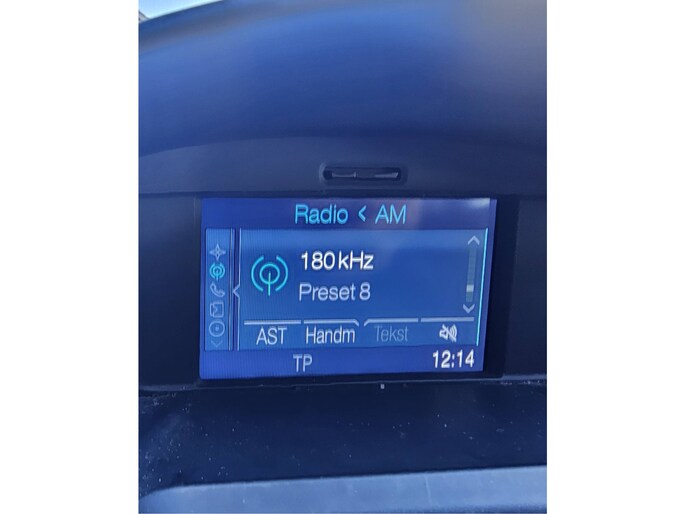 Radio < AM
180 kHz
Preset 8
AST Handm Tekst
TP 12:14